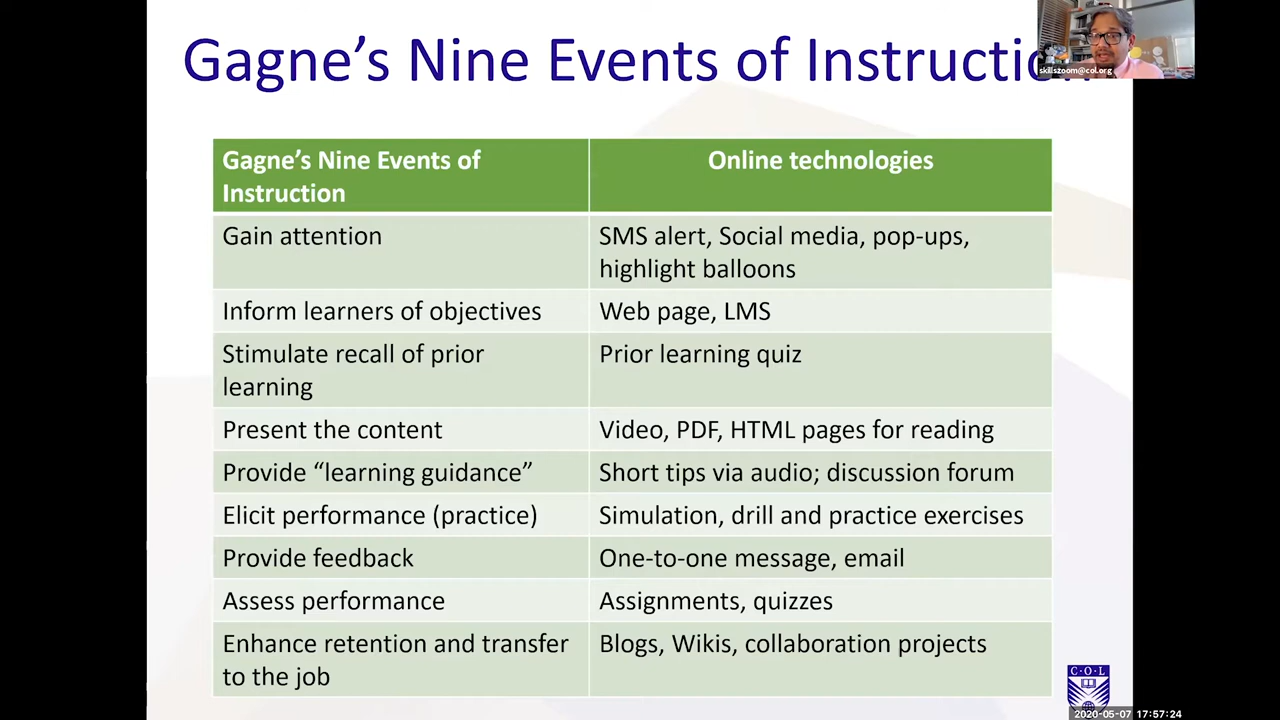 Gagne's Nine Events of Instructio
skillszoom@col.org
Gagne's Nine Events of
Instruction
Online technologies
Gain attention
SMS alert, Social media, pop-ups,
highlight balloons
Inform learners of objectives
Web page, LMS
Stimulate recall of prior
learning
Prior learning quiz
Present the content
Video, PDF, HTML pages for reading
Provide “learning guidance”
Short tips via audio; discussion forum
Elicit performance (practice)
Simulation, drill and practice exercises
Provide feedback
One-to-one message, email
Assess performance
Assignments, quizzes
Enhance retention and transfer
to the job
Blogs, Wikis, collaboration projects
C·O·L
2020-05-07 17:57:24